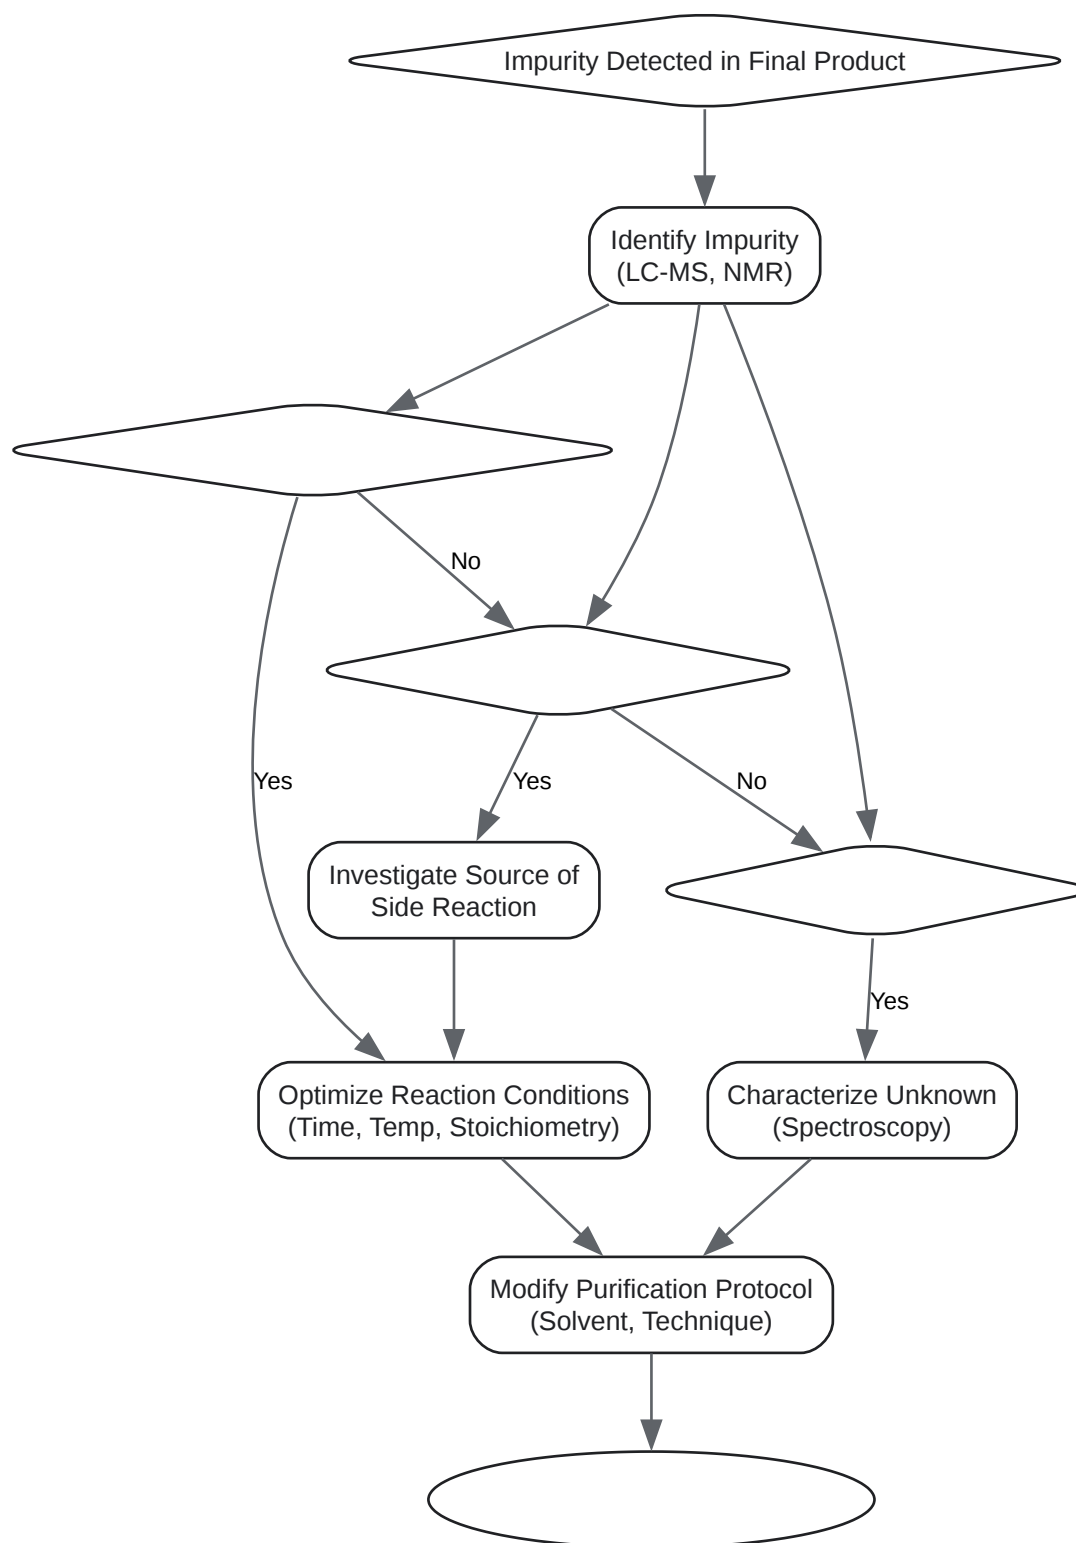 Impurity Detected in Final Product
Identify Impurity
(LC-MS, NMR)
No
Yes
Yes
No
Investigate Source of
Side Reaction
Yes
Optimize Reaction Conditions
(Time, Temp, Stoichiometry)
Characterize Unknown
(Spectroscopy)
Modify Purification Protocol
(Solvent, Technique)